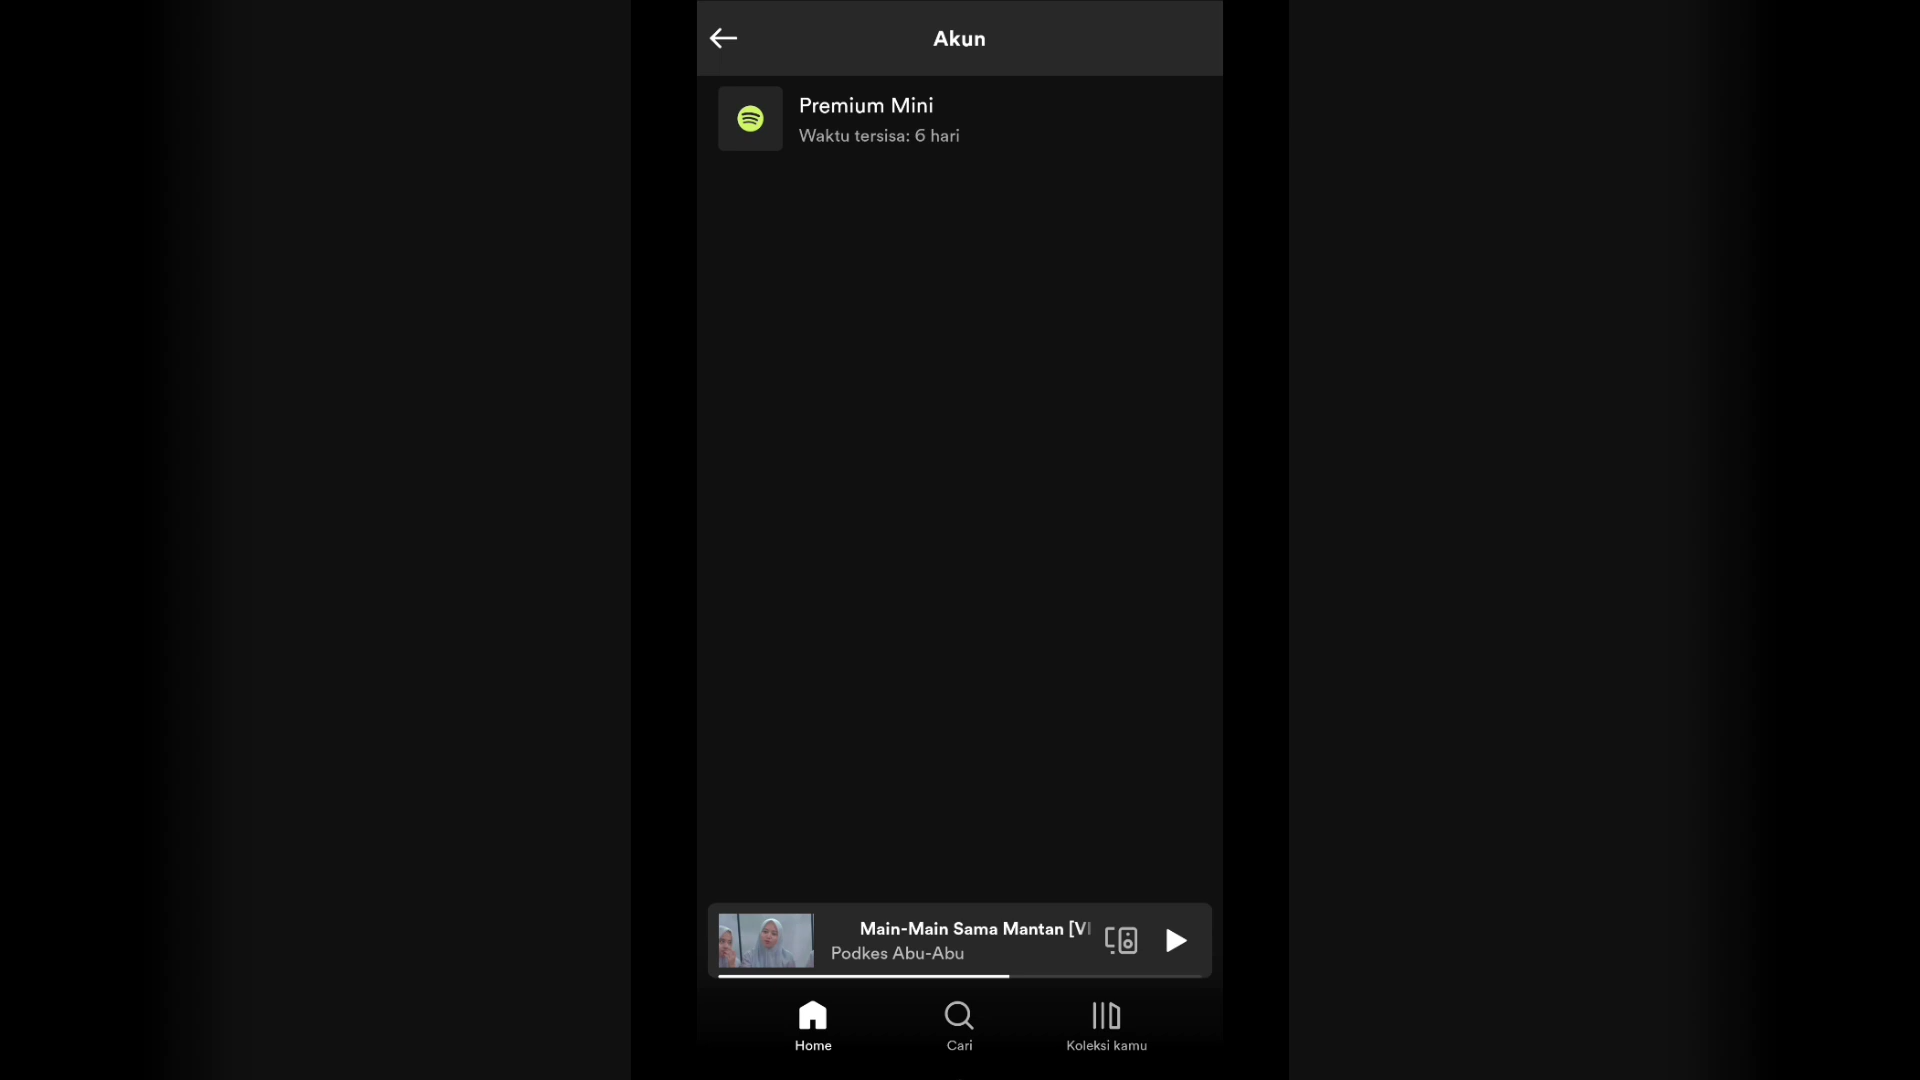 Akun
Premium Mini
Waktu tersisa: 6 hari
Main-Main Sama Mantan [V
Podkes Abu-Abu
Home
Cari
Koleksi kamu